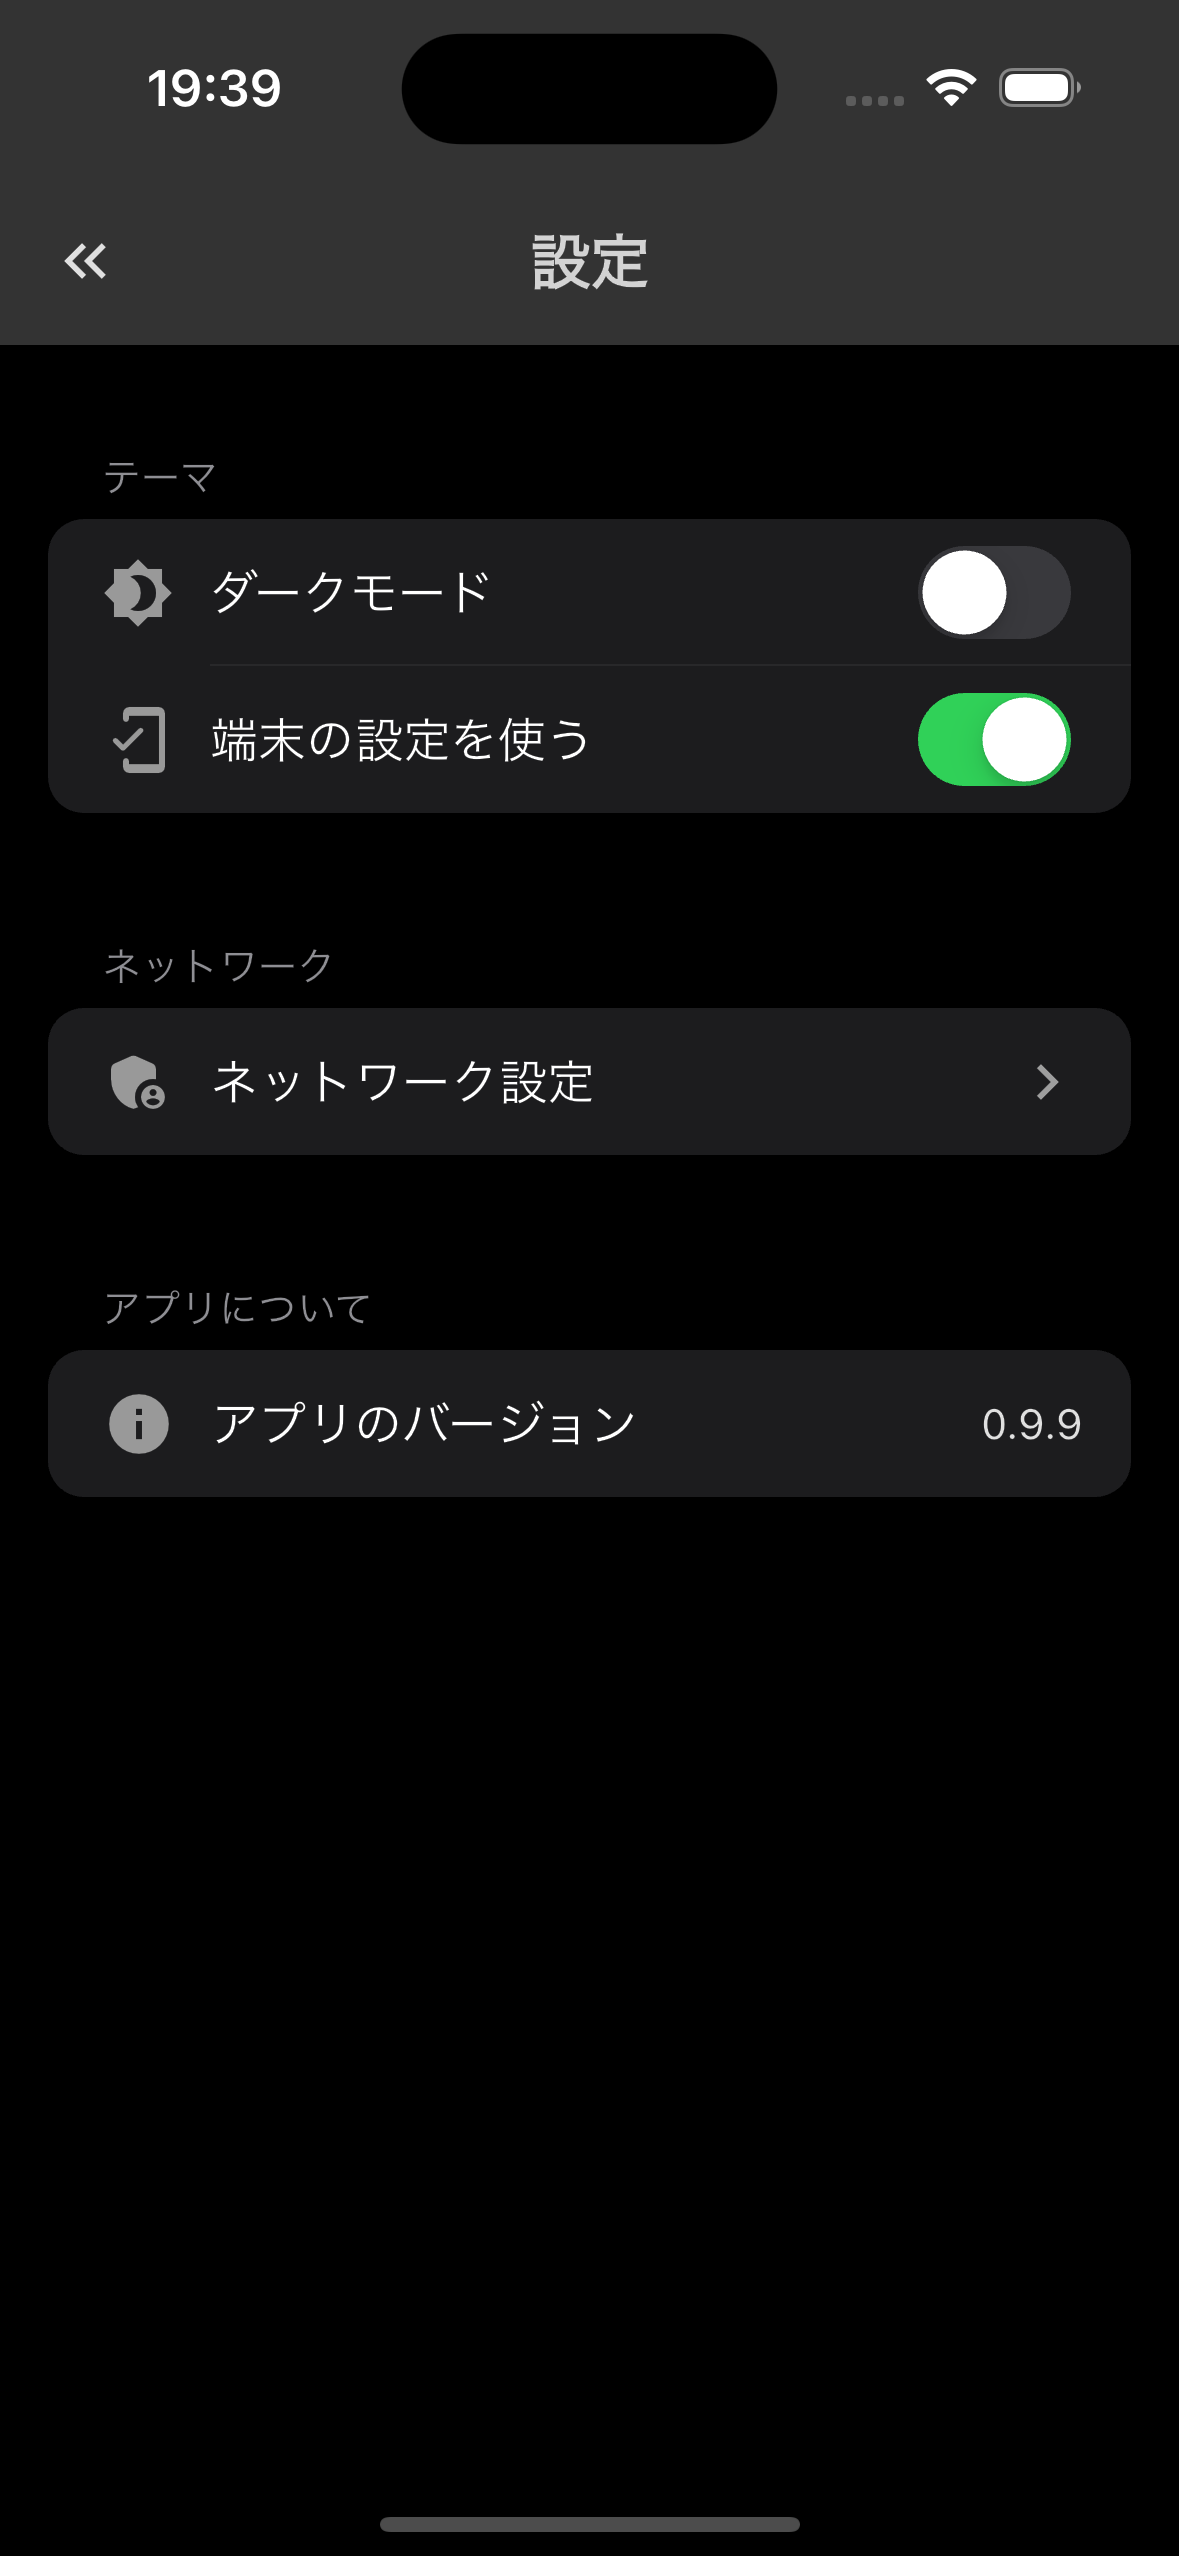 19:39
設定
テーマ
ダークモード
端末の設定を使う
ネットワーク
ネットワーク設定
アプリについて
アプリのバージョン 0.9.9